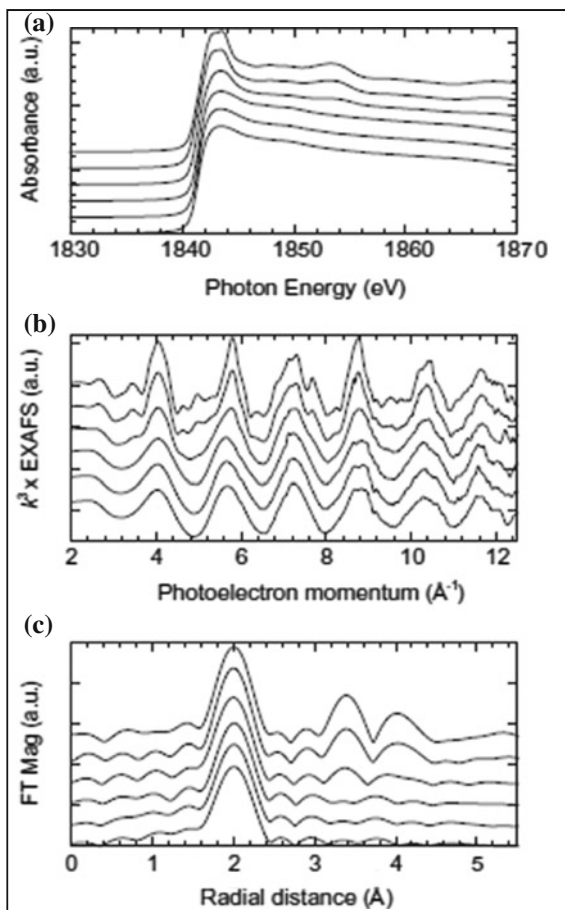 (a)
Absorbance (a.u.)
1830 1840 1850 1860 1870
Photon Energy (eV)
(b)
k³ x EXAFS (a.u.)
2 4 6 8 10 12
Photoelectron momentum (Å⁻¹)
(c)
FT Mag (a.u.)
0 1 2 3 4 5
Radial distance (Å)